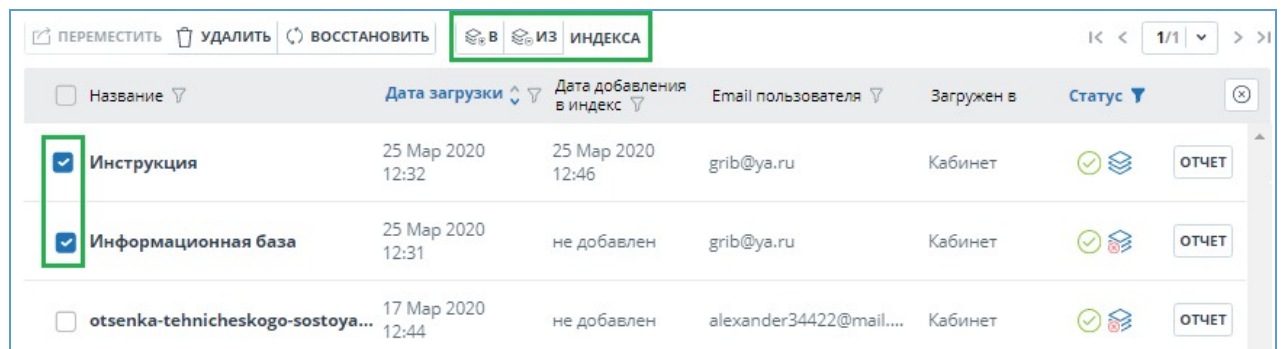 ПЕРЕМЕСТИТЬ УДАЛИТЬ ВОССТАНОВИТЬ В ИЗ ИНДЕКСА 1/1
Название Дата загрузки Дата добавления в индекс Email пользователя Загружен в Статус
Инструкция 25 Мар 2020 12:32 25 Мар 2020 12:46 grib@ya.ru Кабинет ОТЧЕТ
Информационная база 25 Мар 2020 12:31 не добавлен grib@ya.ru Кабинет ОТЧЕТ
otsenka-tehnicheskogo-sostoya... 17 Мар 2020 12:44 не добавлен alexander34422@mail.... Кабинет ОТЧЕТ